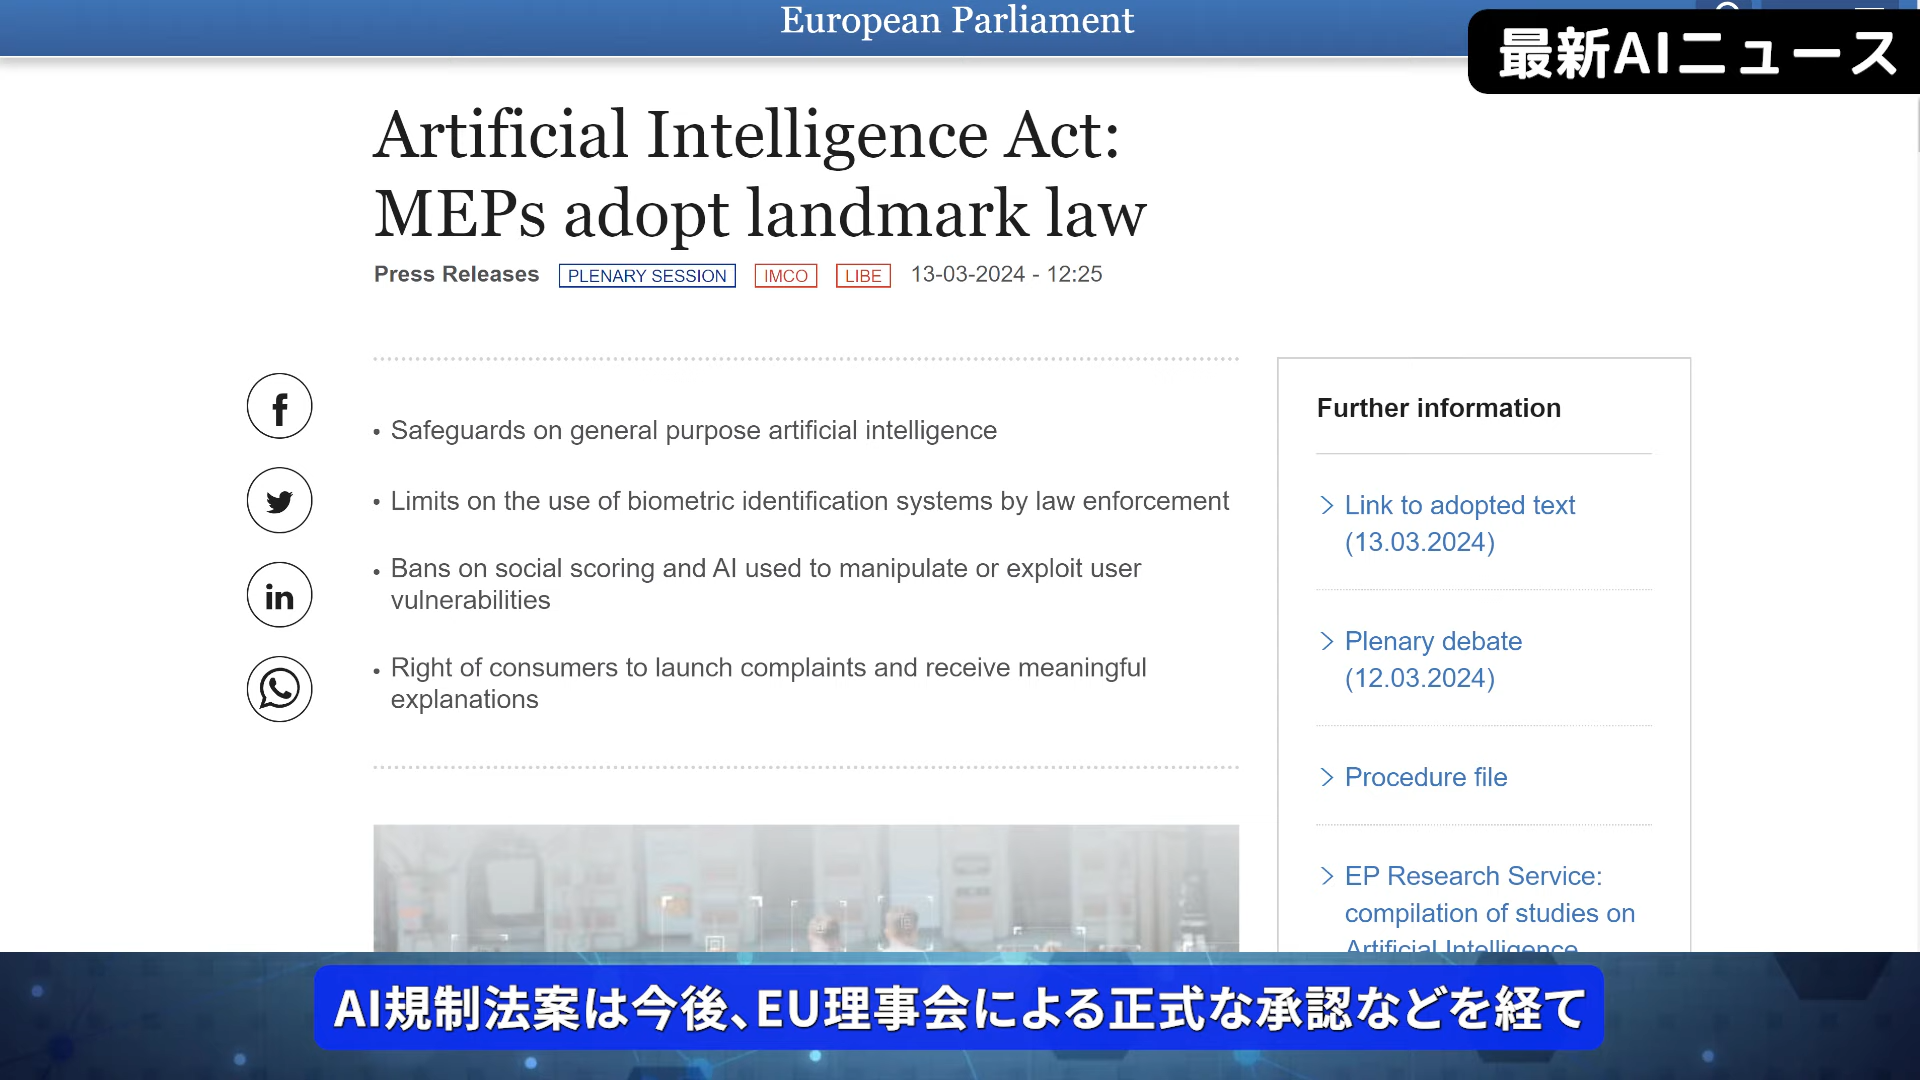 European Parliament
最新AIニュース
Artificial Intelligence Act:
MEPs adopt landmark law
Press Releases PLENARY SESSION IMCO LIBE 13-03-2024 - 12:25
• Safeguards on general purpose artificial intelligence
• Limits on the use of biometric identification systems by law enforcement
• Bans on social scoring and AI used to manipulate or exploit user
vulnerabilities
• Right of consumers to launch complaints and receive meaningful
explanations
Further information
Link to adopted text
(13.03.2024)
Plenary debate
(12.03.2024)
Procedure file
EP Research Service:
compilation of studies on
Artificial Intelligence
AI規制法案は今後、EU理事会による正式な承認などを経て